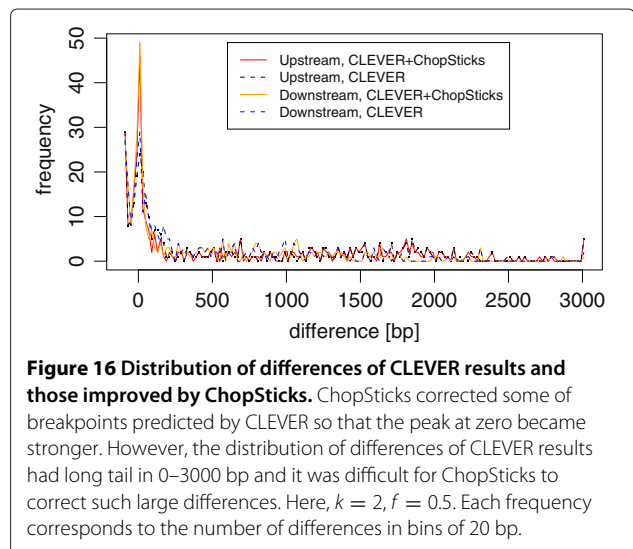 50
40
30
20
10
0
frequency
Upstream, CLEVER+ChopSticks
Upstream, CLEVER
Downstream, CLEVER+ChopSticks
Downstream, CLEVER
0 500 1000 1500 2000 2500 3000
difference [bp]
Figure 16 Distribution of differences of CLEVER results and
those improved by ChopSticks. ChopSticks corrected some of
breakpoints predicted by CLEVER so that the peak at zero became
stronger. However, the distribution of differences of CLEVER results
had long tail in 0–3000 bp and it was difficult for ChopSticks to
correct such large differences. Here, k = 2, f = 0.5. Each frequency
corresponds to the number of differences in bins of 20 bp.